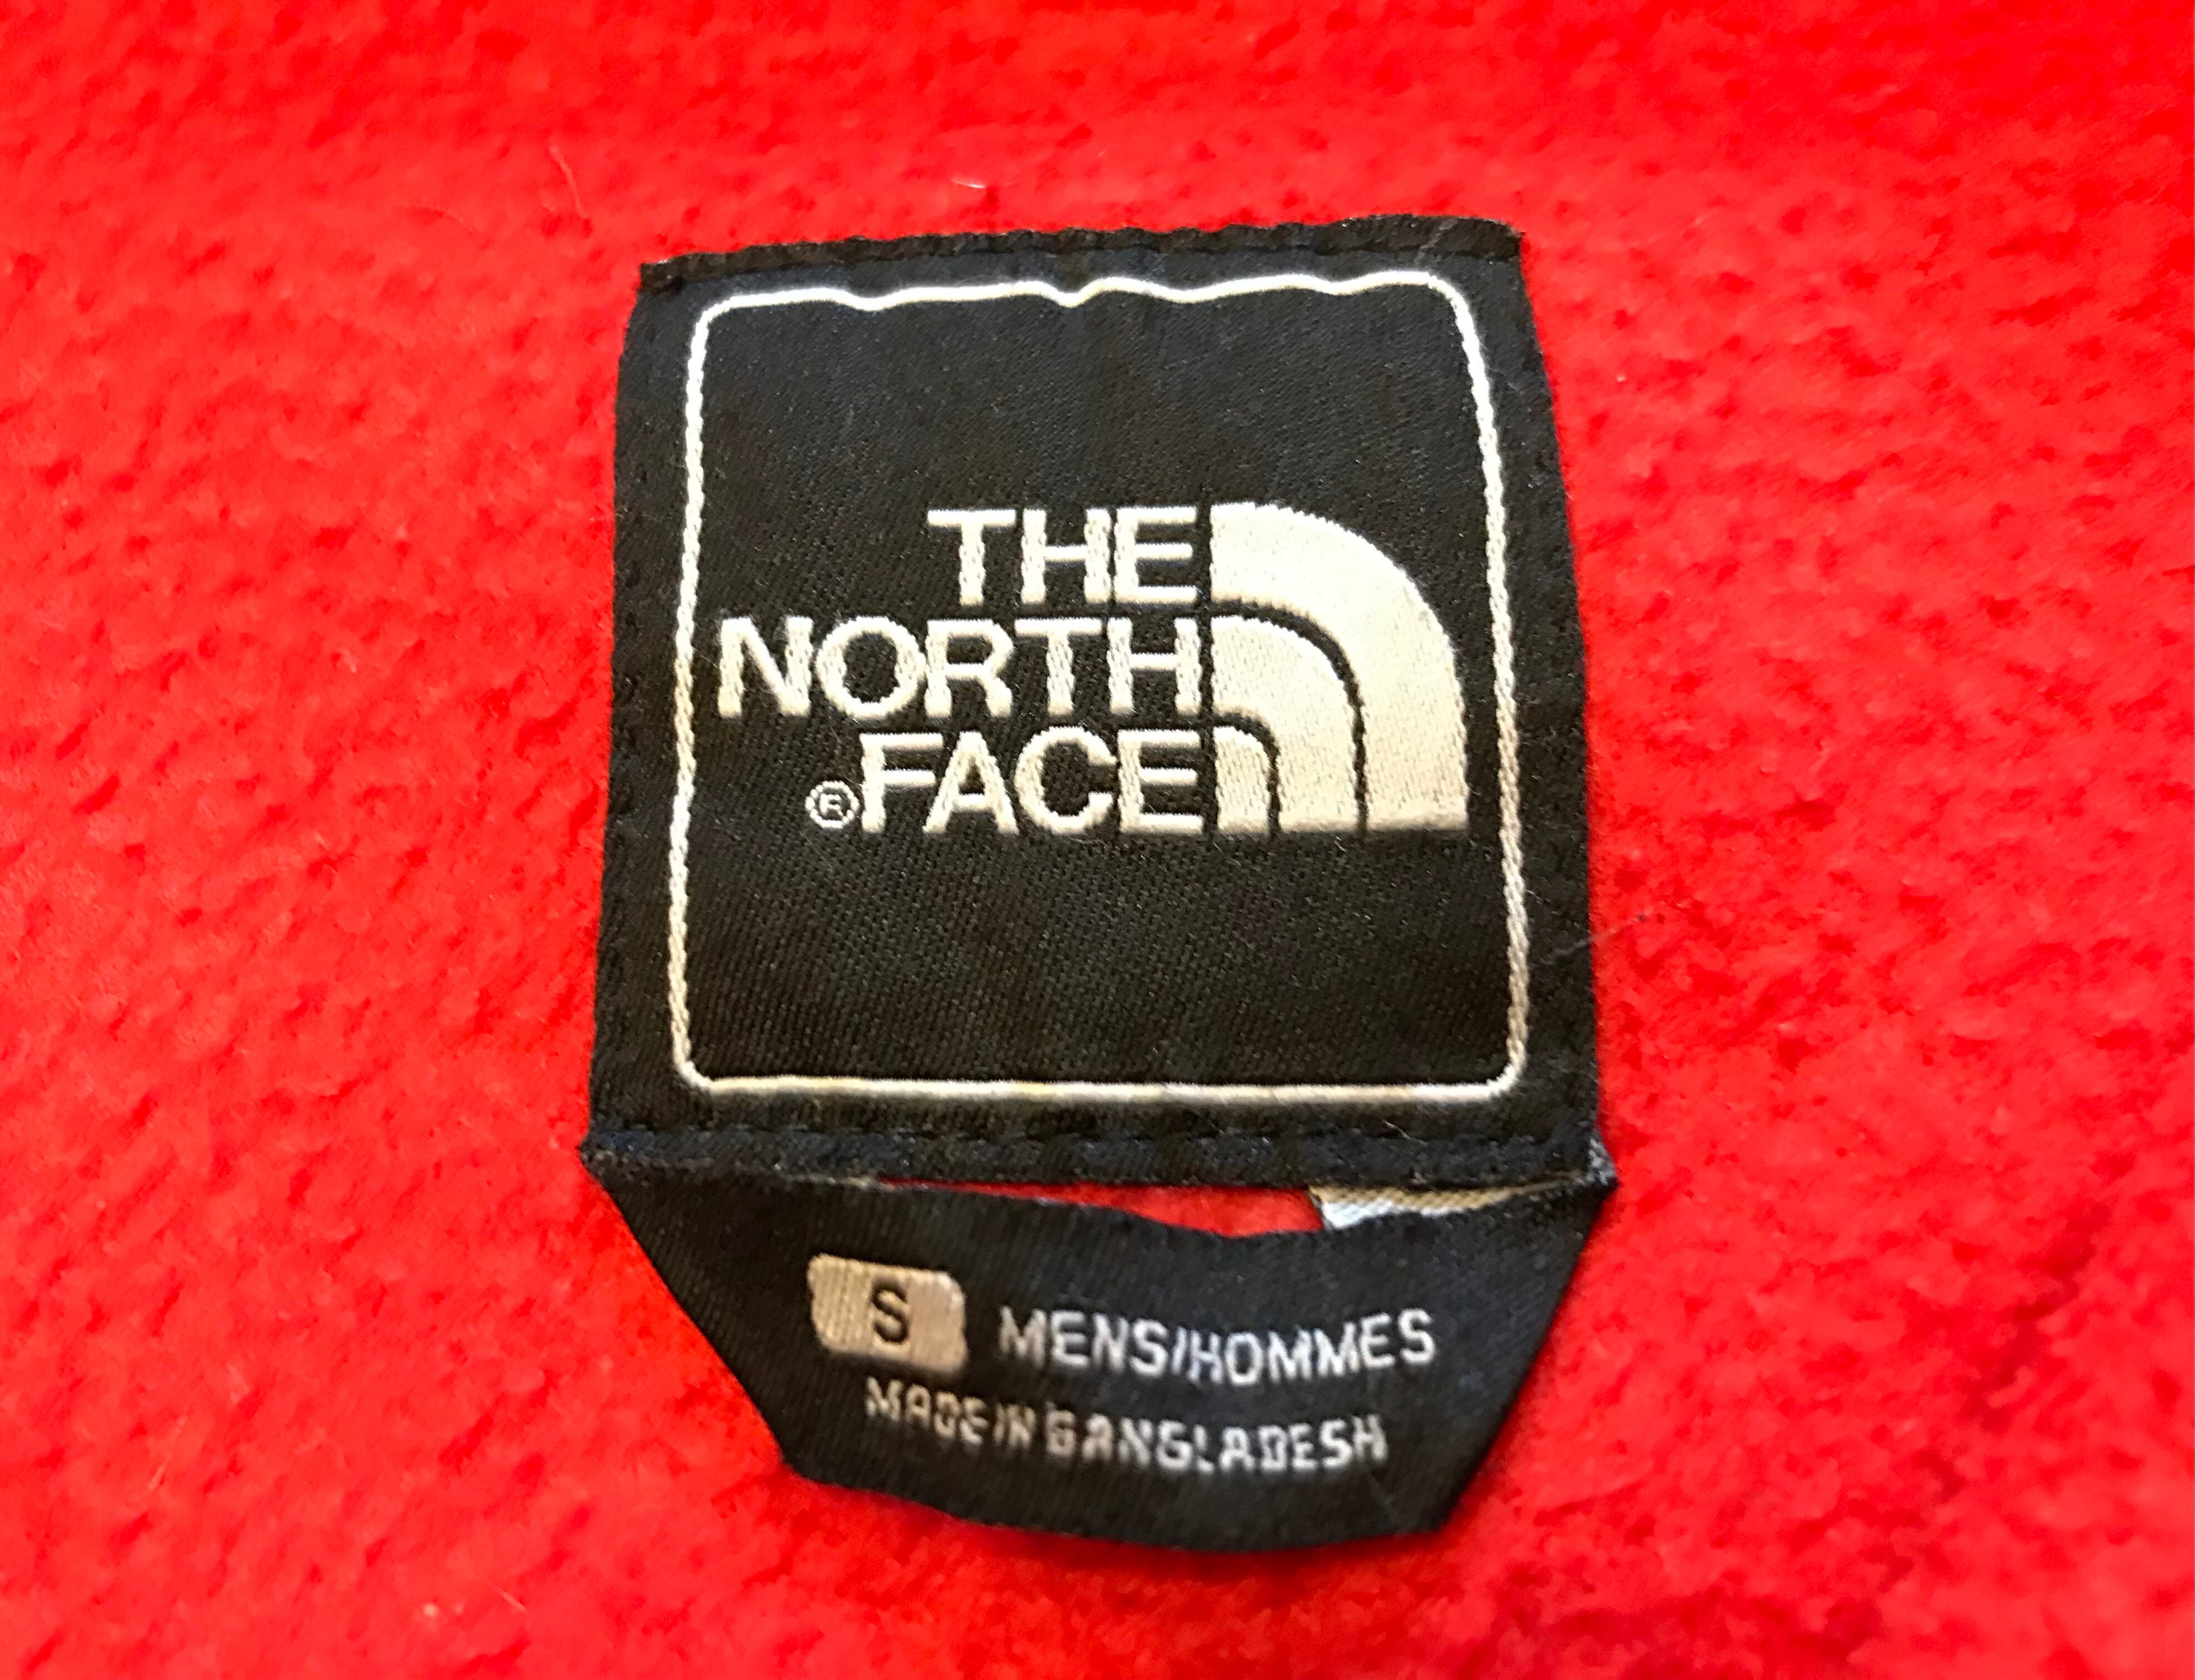 THE
NORTH
®FACE
S MENS/HOMMES
MADE IN BANGLADESH